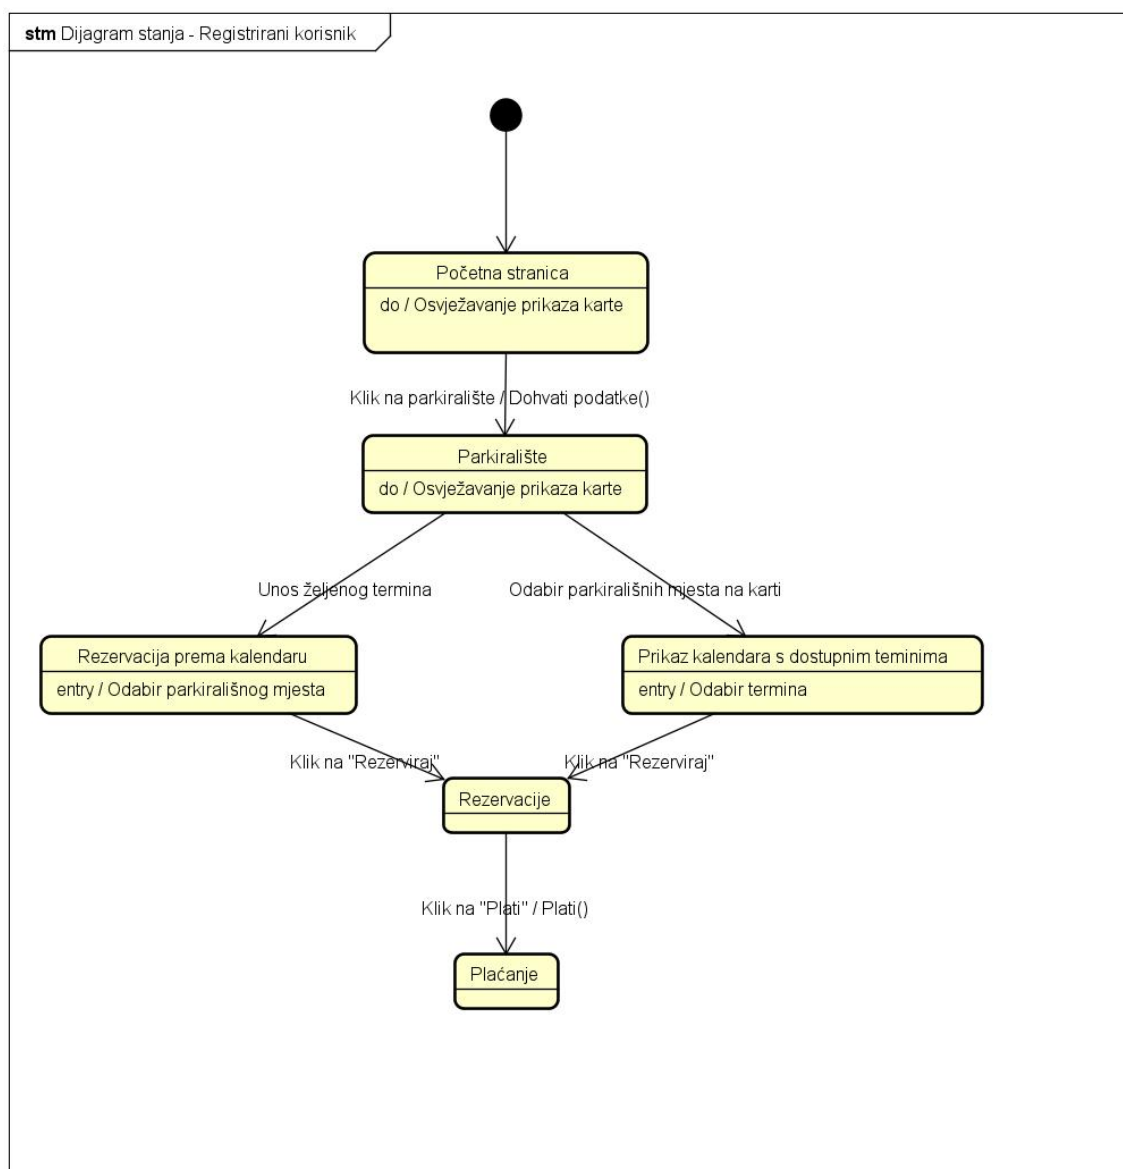 stm Dijagram stanja - Registrirani korisnik
Početna stranica
do / Osvježavanje prikaza karte
Klik na parkiralište / Dohvati podatke()
Parkiralište
do / Osvježavanje prikaza karte
Unos željenog termina
Odabir parkirališnih mjesta na karti
Rezervacija prema kalendaru
entry / Odabir parkirališnog mjesta
Prikaz kalendara s dostupnim teminima
entry / Odabir termina
Klik na "Rezerviraj"
Klik na "Rezerviraj"
Rezervacije
Klik na "Plati" / Plati()
Plaćanje